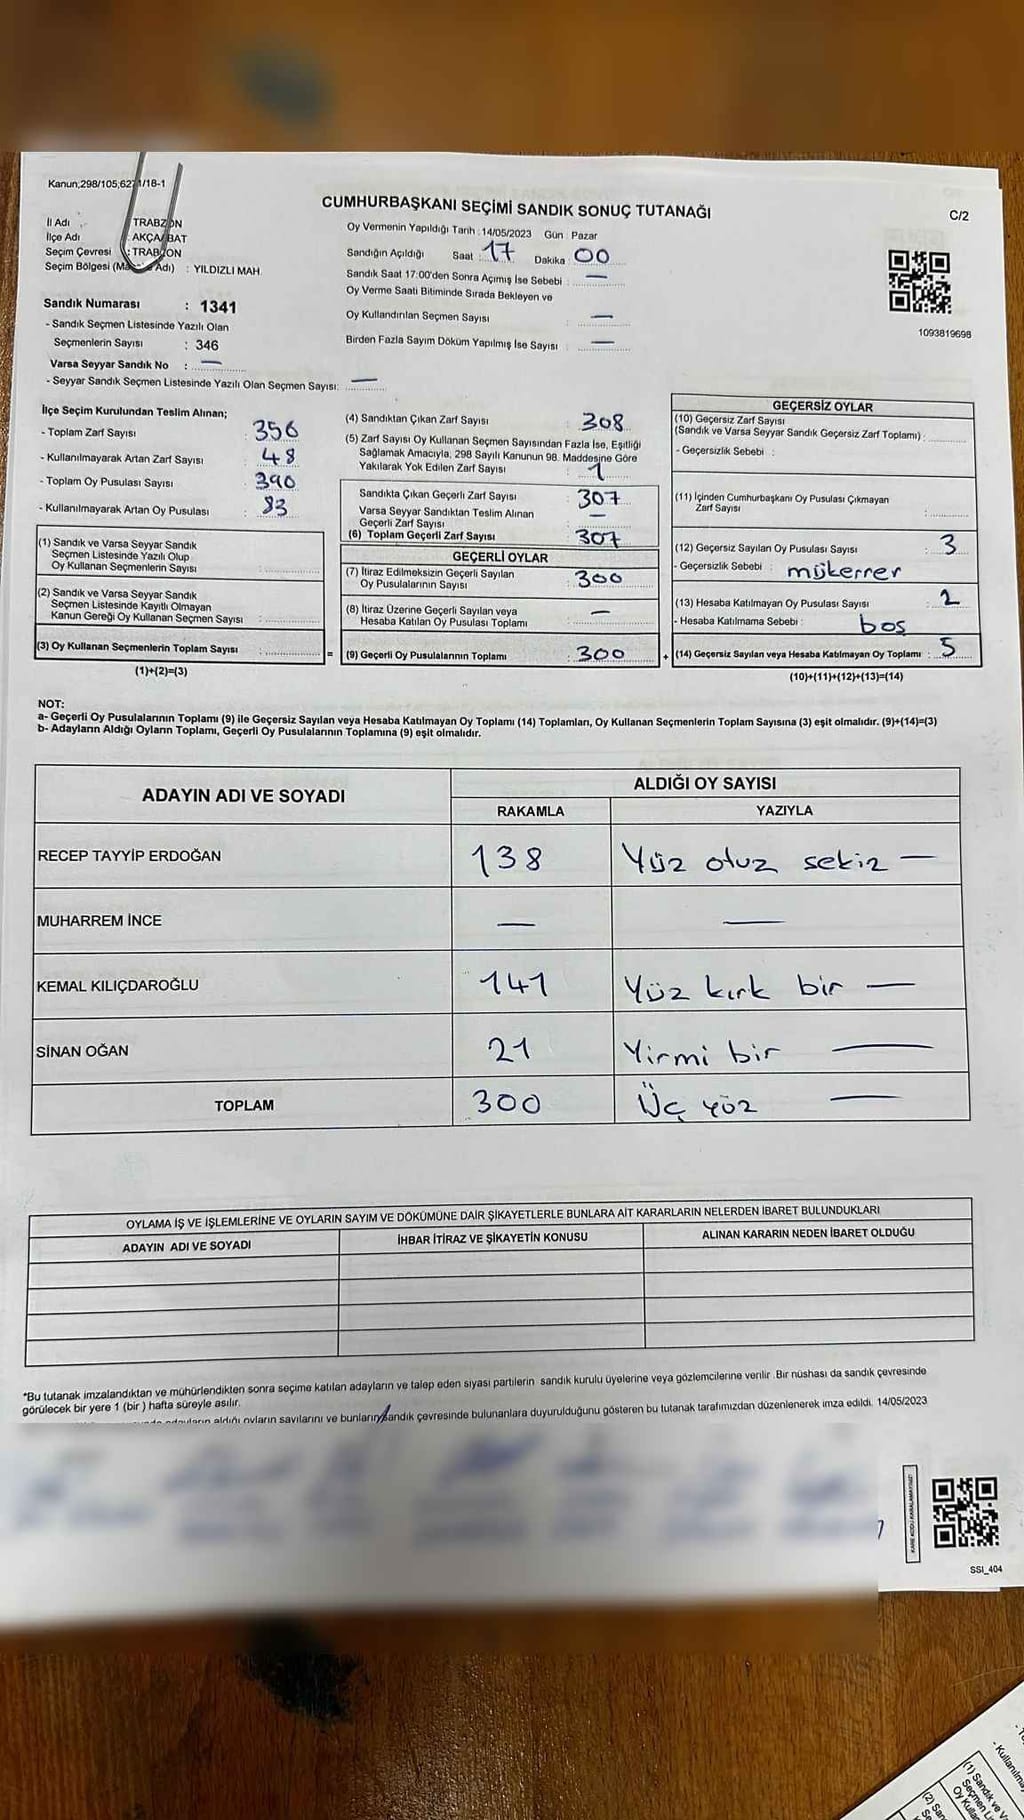 Kanun;298/105;627 1/18-1
CUMHURBAŞKANI SEÇİMİ SANDIK SONUÇ TUTANAĞI
C/2
İl Adı : TRABZON
İlçe Adı : AKÇAABAT
Seçim Çevresi : TRABZON
Seçim Bölgesi (Ma e Adı) : YILDIZLI MAH.
Sandık Numarası : 1341
- Sandık Seçmen Listesinde Yazılı Olan
Seçmenlerin Sayısı : 346
Varsa Seyyar Sandık No : —
- Seyyar Sandık Seçmen Listesinde Yazılı Olan Seçmen Sayısı: —
Oy Vermenin Yapıldığı Tarih : 14/05/2023 Gün : Pazar
Sandığın Açıldığı Saat : 17 Dakika : 00
Sandık Saat 17:00'den Sonra Açımış İse Sebebi : —
Oy Verme Saati Bitiminde Sırada Bekleyen ve
Oy Kullandırılan Seçmen Sayısı : —
Birden Fazla Sayım Döküm Yapılmış İse Sayısı : —
1093819698
İlçe Seçim Kurulundan Teslim Alınan;
- Toplam Zarf Sayısı : 356
- Kullanılmayarak Artan Zarf Sayısı : 48
- Toplam Oy Pusulası Sayısı : 390
- Kullanılmayarak Artan Oy Pusulası : 83
(1) Sandık ve Varsa Seyyar Sandık
Seçmen Listesinde Yazılı Olup
Oy Kullanan Seçmenlerin Sayısı :
(2) Sandık ve Varsa Seyyar Sandık
Seçmen Listesinde Kayıtlı Olmayan
Kanun Gereği Oy Kullanan Seçmen Sayısı :
(3) Oy Kullanan Seçmenlerin Toplam Sayısı :
(1)+(2)=(3)
=
(4) Sandıktan Çıkan Zarf Sayısı : 308
(5) Zarf Sayısı Oy Kullanan Seçmen Sayısından Fazla İse, Eşitliği
Sağlamak Amacıyla, 298 Sayılı Kanunun 98. Maddesine Göre
Yakılarak Yok Edilen Zarf Sayısı : 1
Sandıkta Çıkan Geçerli Zarf Sayısı : 307
Varsa Seyyar Sandıktan Teslim Alınan
Geçerli Zarf Sayısı : —
(6) Toplam Geçerli Zarf Sayısı : 307
GEÇERLİ OYLAR
(7) İtiraz Edilmeksizin Geçerli Sayılan
Oy Pusulalarının Sayısı : 300
(8) İtiraz Üzerine Geçerli Sayılan veya
Hesaba Katılan Oy Pusulası Toplamı : —
(9) Geçerli Oy Pusulalarının Toplamı : 300
+
GEÇERSİZ OYLAR
(10) Geçersiz Zarf Sayısı
(Sandık ve Varsa Seyyar Sandık Geçersiz Zarf Toplamı) :
- Geçersizlik Sebebi :
(11) İçinden Cumhurbaşkanı Oy Pusulası Çıkmayan
Zarf Sayısı :
(12) Geçersiz Sayılan Oy Pusulası Sayısı : 3
- Geçersizlik Sebebi : mükerrer
(13) Hesaba Katılmayan Oy Pusulası Sayısı : 2
- Hesaba Katılmama Sebebi : boş
(14) Geçersiz Sayılan veya Hesaba Katılmayan Oy Toplamı : 5
(10)+(11)+(12)+(13)=(14)
NOT:
a- Geçerli Oy Pusulalarının Toplamı (9) ile Geçersiz Sayılan veya Hesaba Katılmayan Oy Toplamı (14) Toplamları, Oy Kullanan Seçmenlerin Toplam Sayısına (3) eşit olmalıdır. (9)+(14)=(3)
b- Adayların Aldığı Oyların Toplamı, Geçerli Oy Pusulalarının Toplamına (9) eşit olmalıdır.
ADAYIN ADI VE SOYADI
ALDIĞI OY SAYISI
RAKAMLA YAZIYLA
RECEP TAYYİP ERDOĞAN 138 Yüz otuz sekiz —
MUHARREM İNCE — —
KEMAL KILIÇDAROĞLU 141 Yüz kırk bir —
SİNAN OĞAN 21 Yirmi bir —
TOPLAM 300 Üç yüz —
OYLAMA İŞ VE İŞLEMLERİNE VE OYLARIN SAYIM VE DÖKÜMÜNE DAİR ŞİKAYETLERLE BUNLARA AİT KARARLARIN NELERDEN İBARET BULUNDUKLARI
ADAYIN ADI VE SOYADI İHBAR İTİRAZ VE ŞİKAYETİN KONUSU ALINAN KARARIN NEDEN İBARET OLDUĞU
*Bu tutanak imzalandıktan ve mühürlendikten sonra seçime katılan adayların ve talep eden siyasi partilerin sandık kurulu üyelerine veya gözlemcilerine verilir .Bir nüshası da sandık çevresinde
görülecek bir yere 1 (bir ) hafta süreyle asılır.
aldığı oyların sayılarını ve bunların sandık çevresinde bulunanlara duyurulduğunu gösteren bu tutanak tarafımızdan düzenlenerek imza edildi. 14/05/2023
KARE KODU KARALAMAYINIZ!
SSI_404
- Kullanılma
(1) Sandık ve V
Seçmen L
Oy Kulla
(2) San